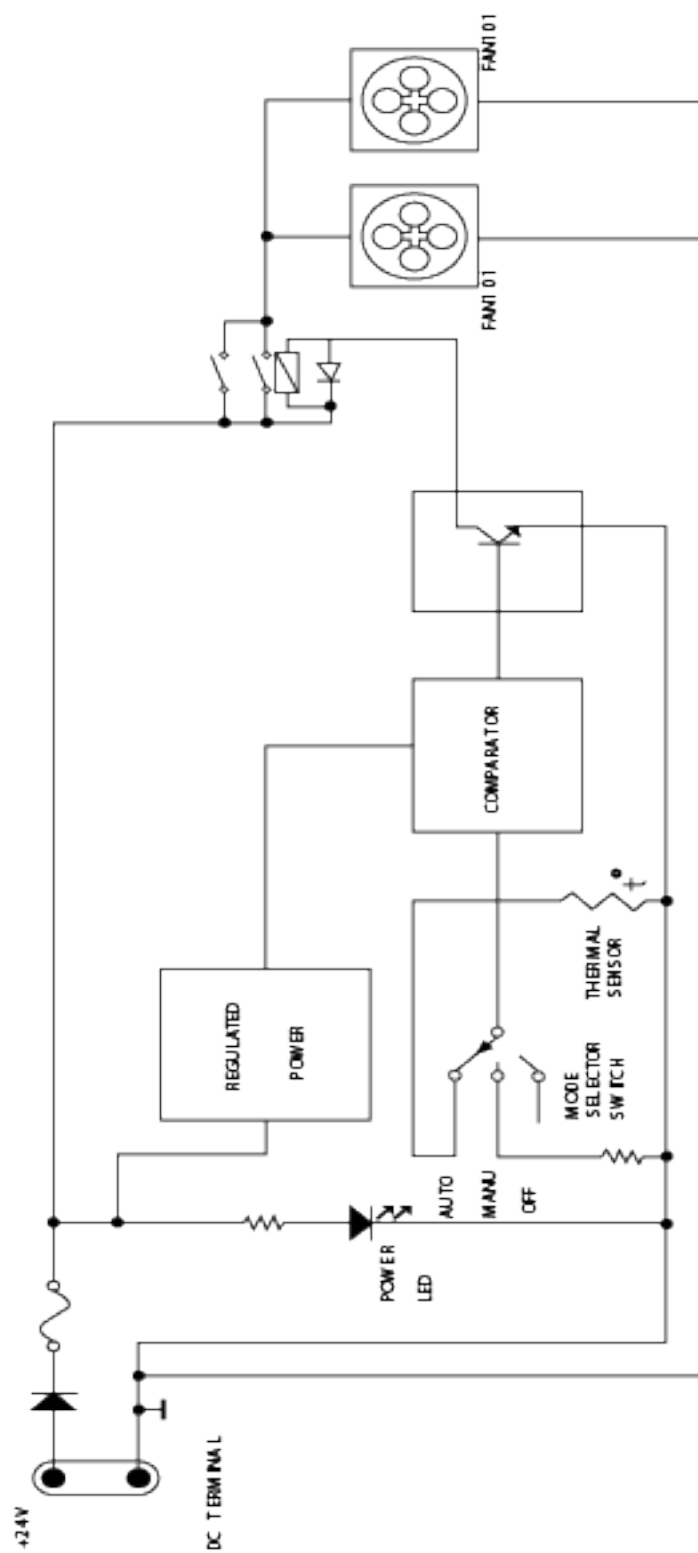 +24V
DC TERMINAL
POWER
LED
AUTO
MANU
OFF
MODE
SELECTOR
SWITCH
REGULATED
POWER
THERMAL
SENSOR
t°
COMPARATOR
FAN101
FAN101